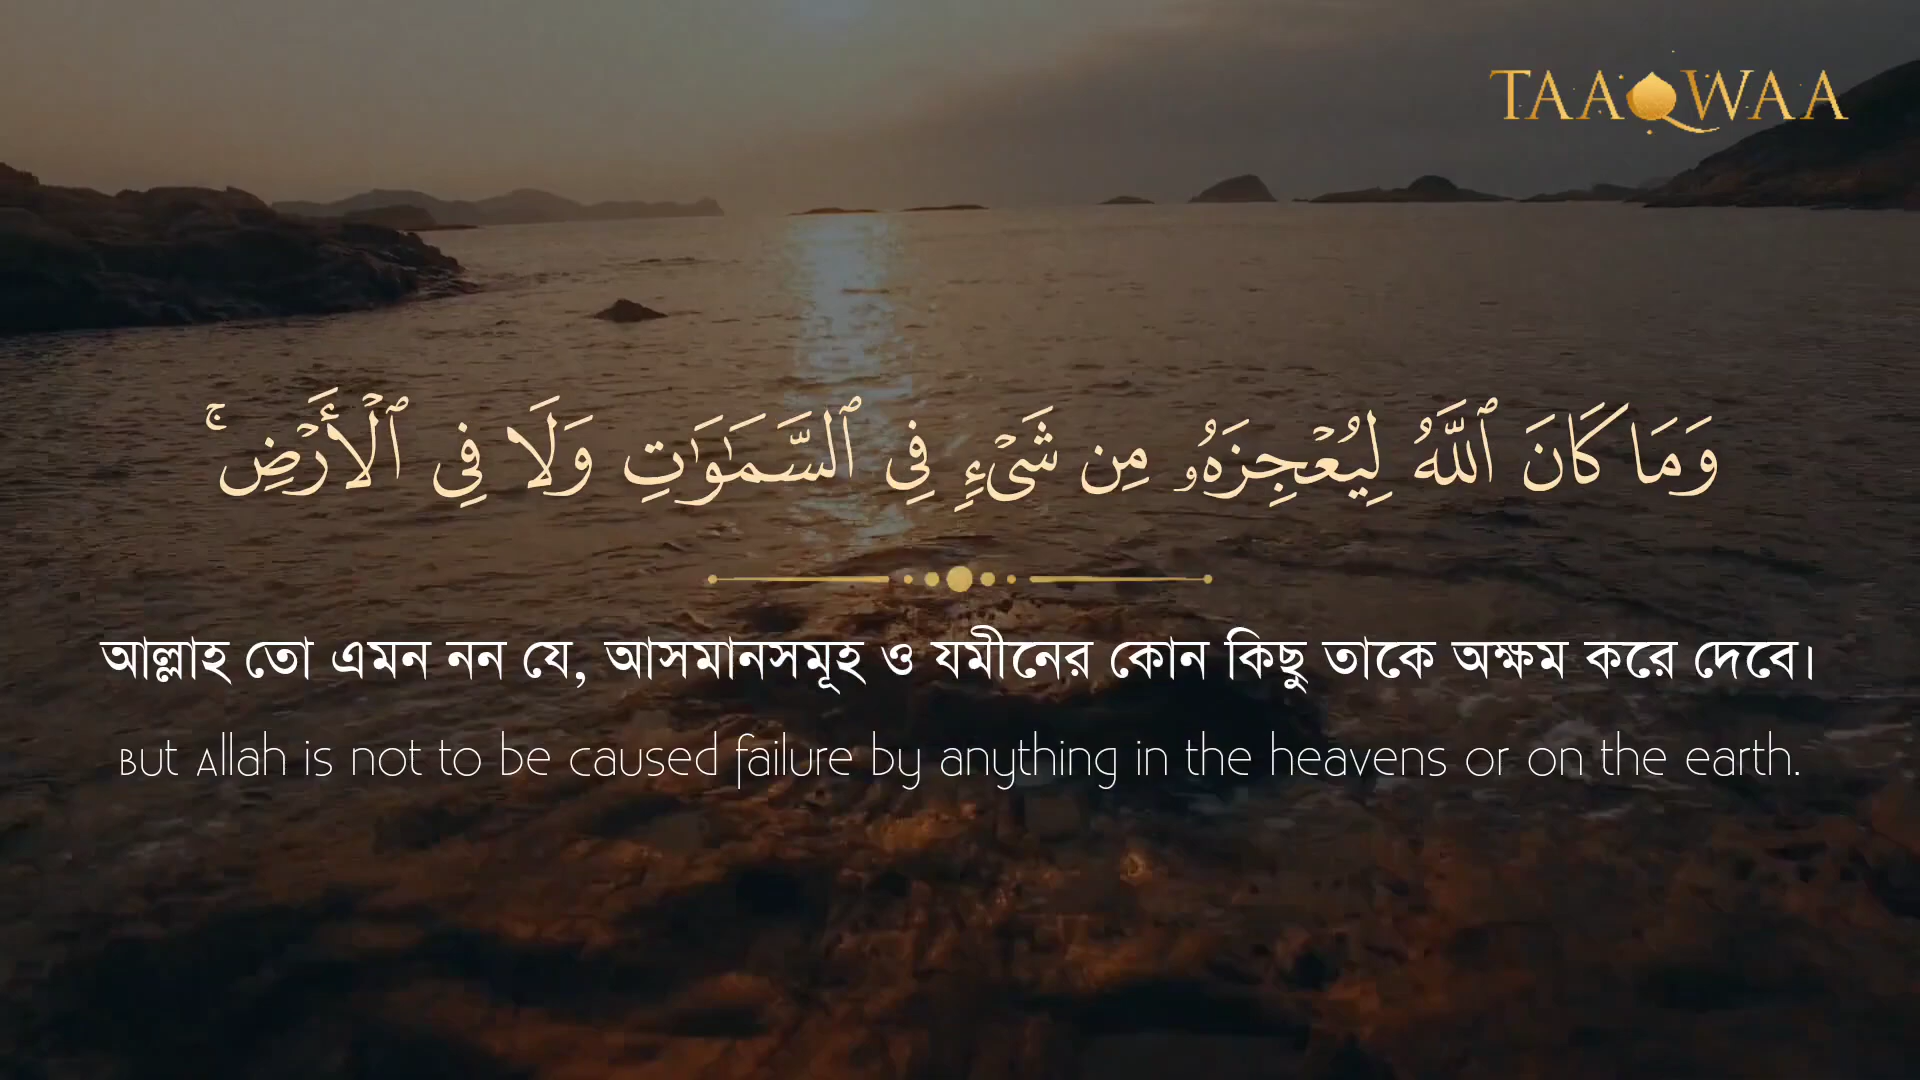 TAAQWAA
وَمَا كَانَ ٱللَّهُ لِيُعْجِزَهُۥ مِن شَىْءٍ فِى ٱلسَّمَٰوَٰتِ وَلَا فِى ٱلْأَرْضِ ۚ
আল্লাহ তো এমন নন যে, আসমানসমূহ ও যমীনের কোন কিছু তাকে অক্ষম করে দেবে।
But Allah is not to be caused failure by anything in the heavens or on the earth.